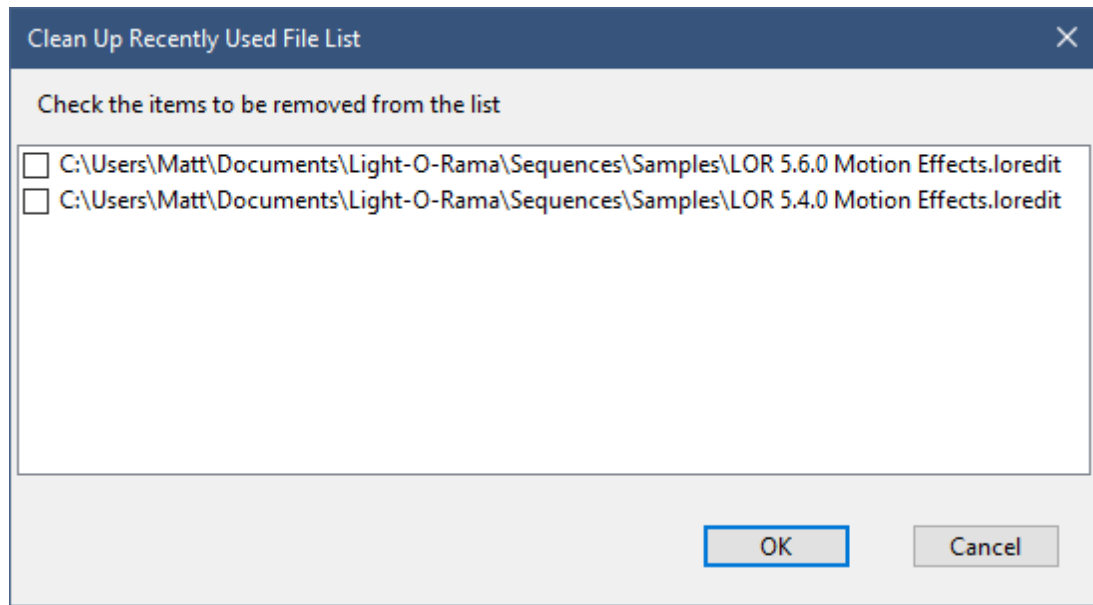 Clean Up Recently Used File List
Check the items to be removed from the list
C:\Users\Matt\Documents\Light-O-Rama\Sequences\Samples\LOR 5.6.0 Motion Effects.loredit
C:\Users\Matt\Documents\Light-O-Rama\Sequences\Samples\LOR 5.4.0 Motion Effects.loredit
OK Cancel